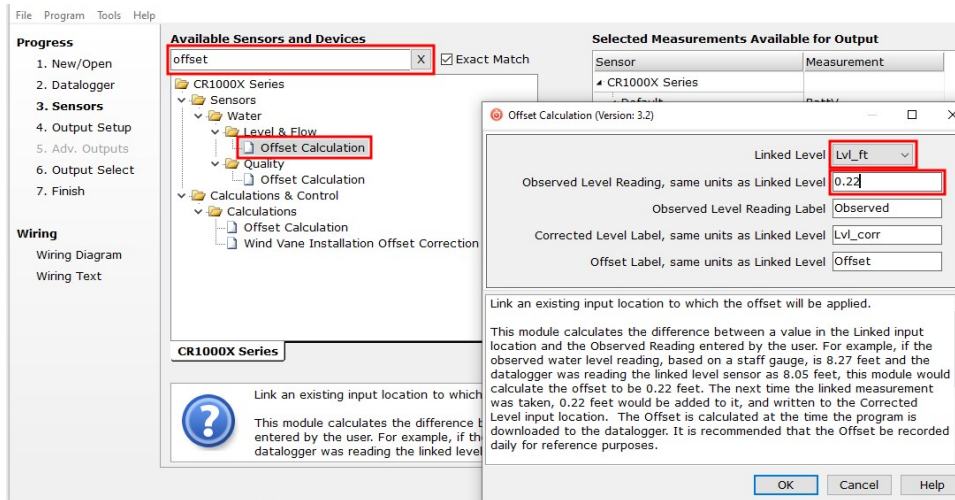 File Program Tools Help
Progress
1. New/Open
2. Datalogger
3. Sensors
4. Output Setup
5. Adv. Outputs
6. Output Select
7. Finish
Wiring
Wiring Diagram
Wiring Text
Available Sensors and Devices
offset X Exact Match
CR1000X Series
Sensors
Water
Level & Flow
Offset Calculation
Quality
Offset Calculation
Calculations & Control
Calculations
Offset Calculation
Wind Vane Installation Offset Correction
CR1000X Series
Link an existing input location to which
This module calculates the difference b
entered by the user. For example, if th
datalogger was reading the linked level
Selected Measurements Available for Output
Sensor Measurement
CR1000X Series
Default BattV
Offset Calculation (Version: 3.2)
Linked Level Lvl_ft
Observed Level Reading, same units as Linked Level 0.22
Observed Level Reading Label Observed
Corrected Level Label, same units as Linked Level Lvl_corr
Offset Label, same units as Linked Level Offset
Link an existing input location to which the offset will be applied.
This module calculates the difference between a value in the Linked input
location and the Observed Reading entered by the user. For example, if the
observed water level reading, based on a staff gauge, is 8.27 feet and the
datalogger was reading the linked level sensor as 8.05 feet, this module would
calculate the offset to be 0.22 feet. The next time the linked measurement
was taken, 0.22 feet would be added to it, and written to the Corrected
Level input location. The Offset is calculated at the time the program is
downloaded to the datalogger. It is recommended that the Offset be recorded
daily for reference purposes.
OK Cancel Help